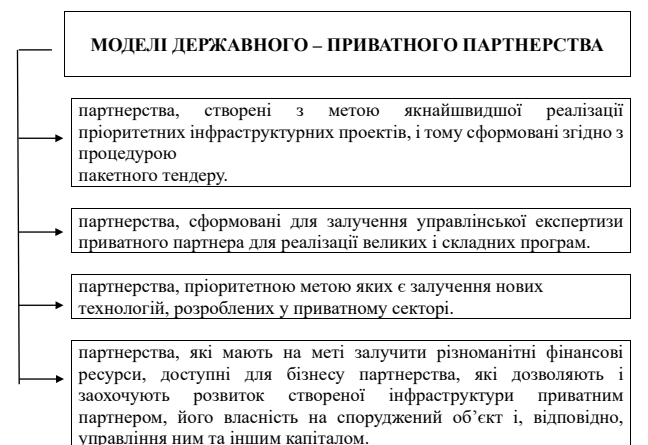 МОДЕЛІ ДЕРЖАВНОГО – ПРИВАТНОГО ПАРТНЕРСТВА
партнерства, створені з метою якнайшвидшої реалізації
пріоритетних інфраструктурних проектів, і тому сформовані згідно з
процедурою
пакетного тендеру.
партнерства, сформовані для залучення управлінської експертизи
приватного партнера для реалізації великих і складних програм.
партнерства, пріоритетною метою яких є залучення нових
технологій, розроблених у приватному секторі.
партнерства, які мають на меті залучити різноманітні фінансові
ресурси, доступні для бізнесу партнерства, які дозволяють і
заохочують розвиток створеної інфраструктури приватним
партнером, його власність на споруджений об’єкт і, відповідно,
управління ним та іншим капіталом.